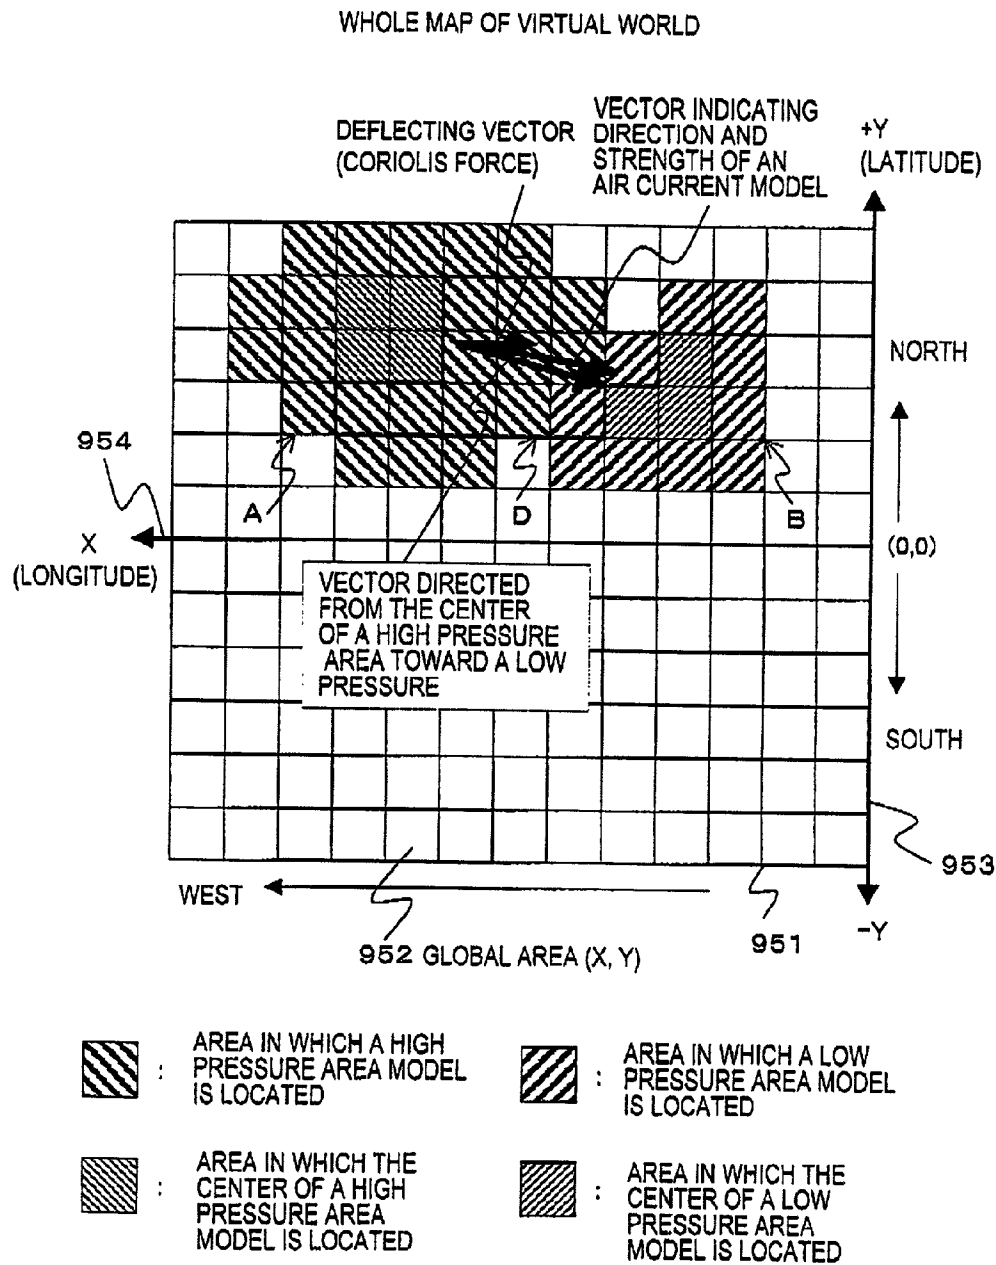 WHOLE MAP OF VIRTUAL WORLD
DEFLECTING VECTOR
(CORIOLIS FORCE)
VECTOR INDICATING
DIRECTION AND
STRENGTH OF AN
AIR CURRENT MODEL
+Y
(LATITUDE)
NORTH
954
A
D
B
X
(LONGITUDE)
(0,0)
VECTOR DIRECTED
FROM THE CENTER
OF A HIGH PRESSURE
AREA TOWARD A LOW
PRESSURE
SOUTH
953
WEST
-Y
951
952 GLOBAL AREA (X, Y)
: AREA IN WHICH A HIGH
PRESSURE AREA MODEL
IS LOCATED
: AREA IN WHICH A LOW
PRESSURE AREA MODEL
IS LOCATED
: AREA IN WHICH THE
CENTER OF A HIGH
PRESSURE AREA
MODEL IS LOCATED
: AREA IN WHICH THE
CENTER OF A LOW
PRESSURE AREA
MODEL IS LOCATED